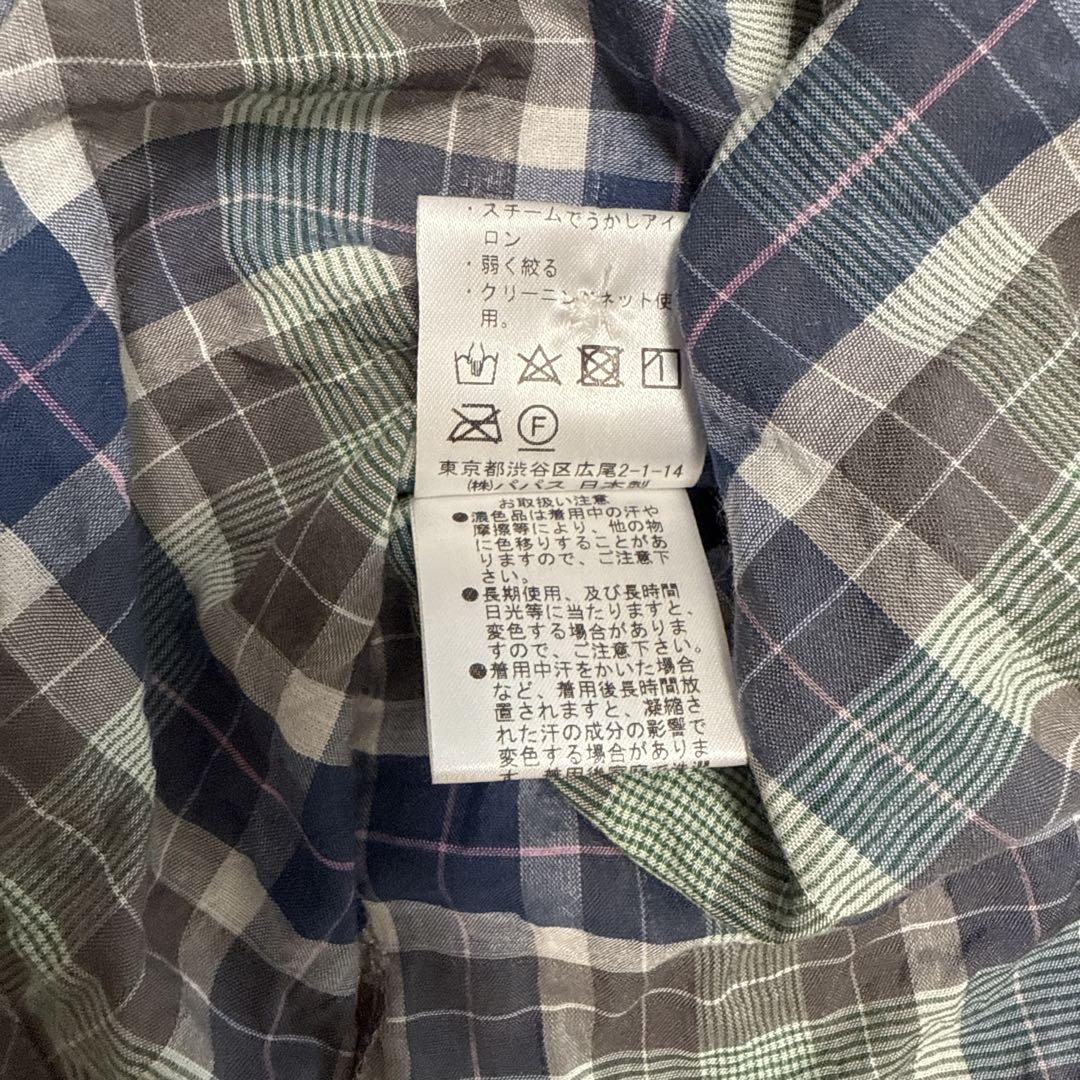 ・スチームでうかしアイ
ロン
・弱く絞る
・クリーニングネット使
用。
F
東京都渋谷区広尾2-1-14
(株)パパス 日本製
お取扱い注意
●濃色品は着用中の汗や
摩擦等により、他の物
に色移りすることがあ
りますので、ご注意下
さい。
●長期使用、及び長時間
日光等に当たりますと、
変色する場合がありま
すので、ご注意下さい。
●着用中汗をかいた場合
など、着用後長時間放
置されますと、凝縮さ
れた汗の成分の影響で
変色する場合がありま
す。着用後